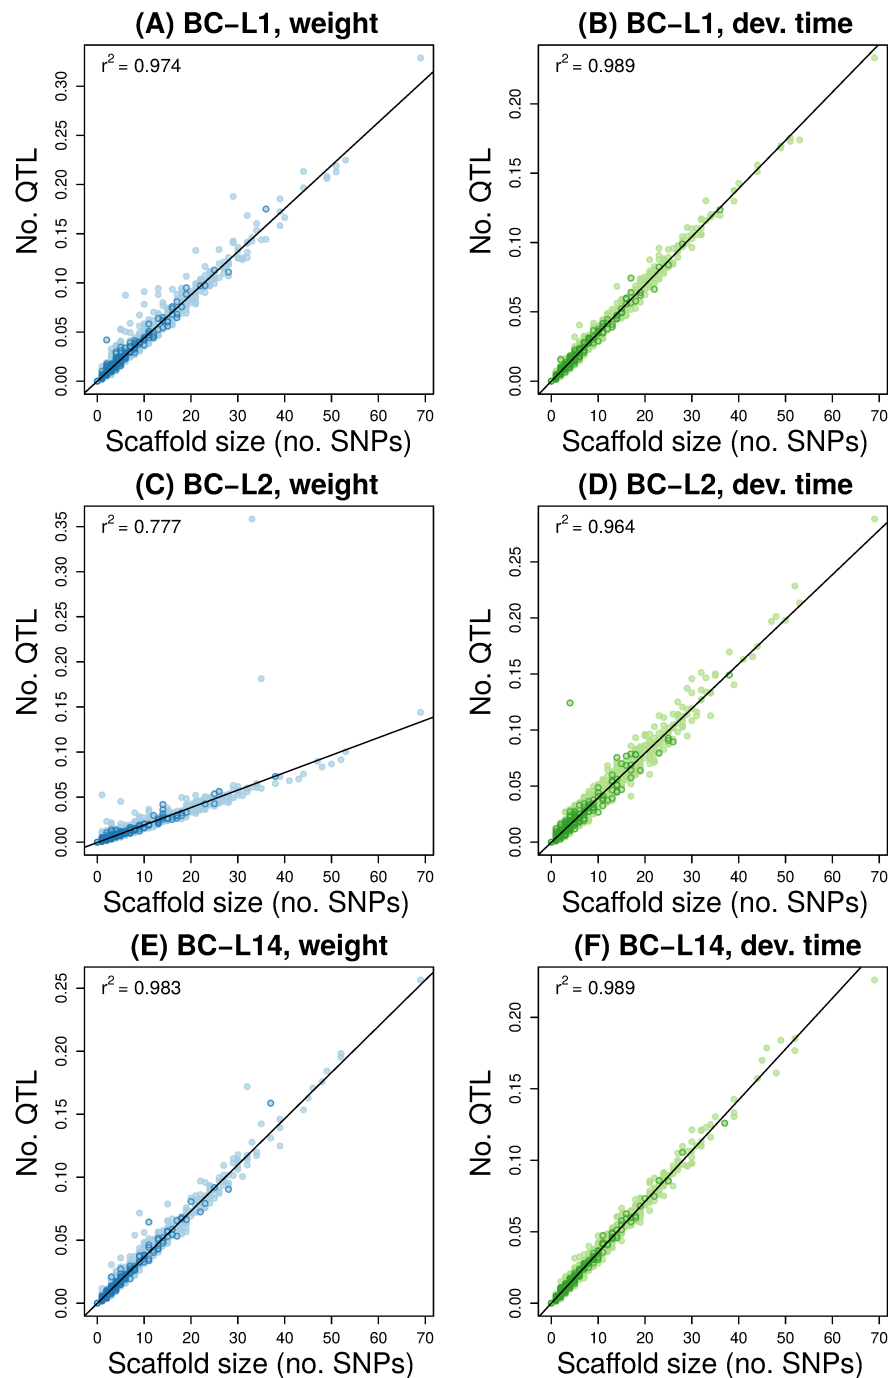 (A) BC−L1, weight
r² = 0.974
No. QTL
0.00 0.05 0.10 0.15 0.20 0.25 0.30
0 10 20 30 40 50 60 70
Scaffold size (no. SNPs)
(B) BC−L1, dev. time
r² = 0.989
No. QTL
0.00 0.05 0.10 0.15 0.20
0 10 20 30 40 50 60 70
Scaffold size (no. SNPs)
(C) BC−L2, weight
r² = 0.777
No. QTL
0.00 0.05 0.10 0.15 0.20 0.25 0.30 0.35
0 10 20 30 40 50 60 70
Scaffold size (no. SNPs)
(D) BC−L2, dev. time
r² = 0.964
No. QTL
0.00 0.05 0.10 0.15 0.20 0.25
0 10 20 30 40 50 60 70
Scaffold size (no. SNPs)
(E) BC−L14, weight
r² = 0.983
No. QTL
0.00 0.05 0.10 0.15 0.20 0.25
0 10 20 30 40 50 60 70
Scaffold size (no. SNPs)
(F) BC−L14, dev. time
r² = 0.989
No. QTL
0.00 0.05 0.10 0.15 0.20
0 10 20 30 40 50 60 70
Scaffold size (no. SNPs)